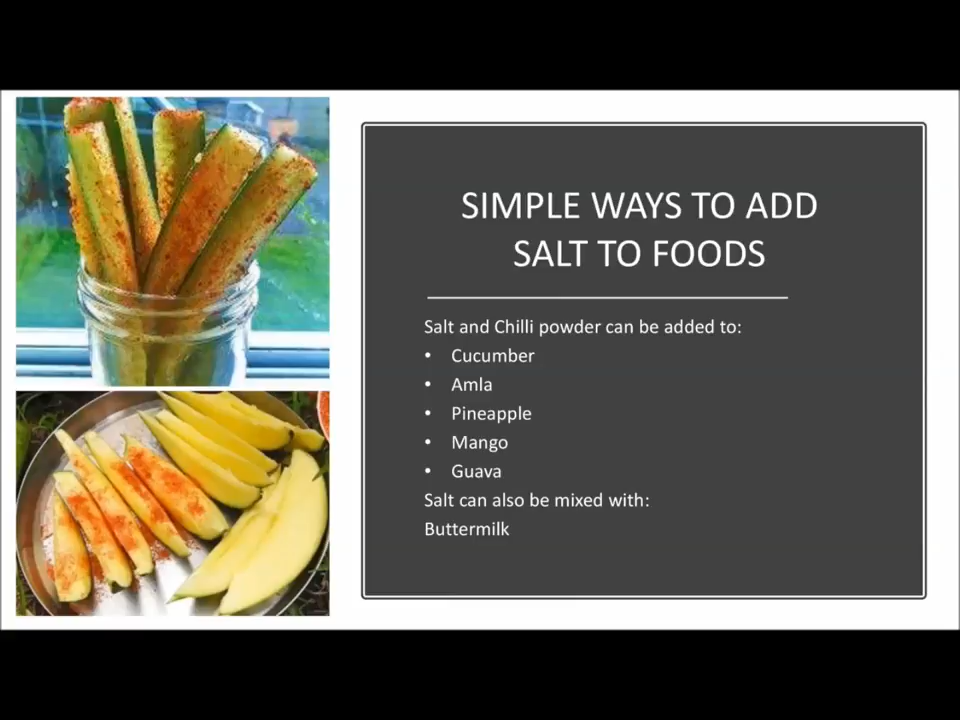 SIMPLE WAYS TO ADD
SALT TO FOODS
Salt and Chilli powder can be added to:
• Cucumber
• Amla
• Pineapple
• Mango
• Guava
Salt can also be mixed with:
Buttermilk